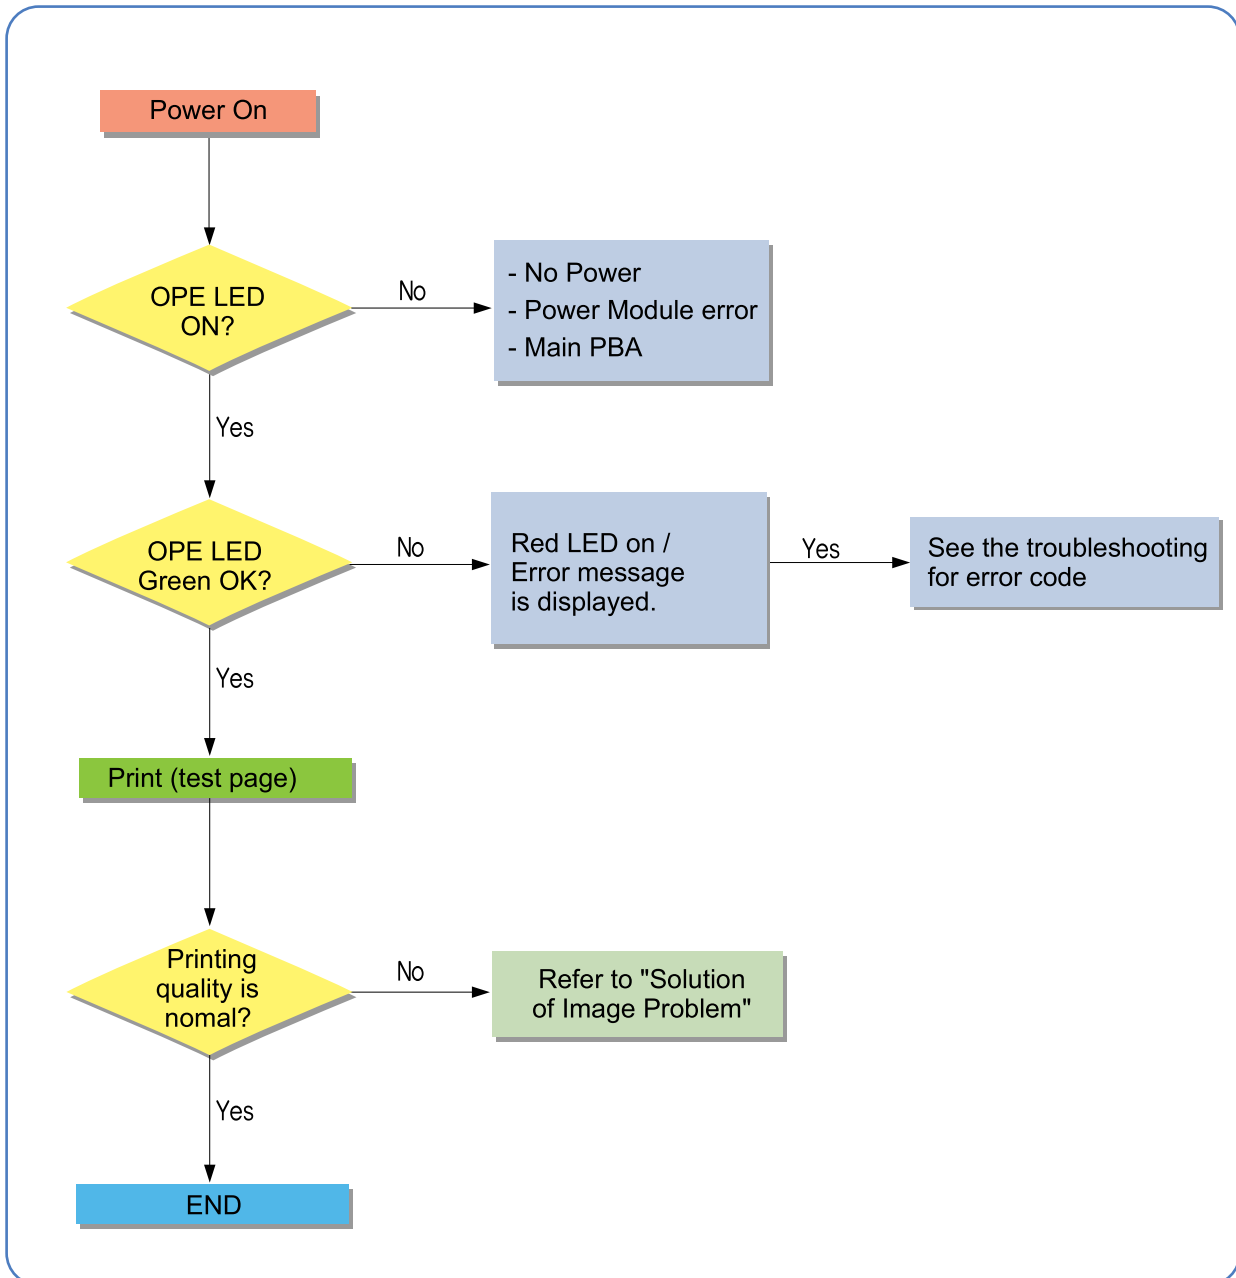 Power On
OPE LED
ON?
No
- No Power
- Power Module error
- Main PBA
Yes
OPE LED
Green OK?
No
Red LED on /
Error message
is displayed.
Yes
See the troubleshooting
for error code
Yes
Print (test page)
Printing
quality is
nomal?
No
Refer to "Solution
of Image Problem"
Yes
END